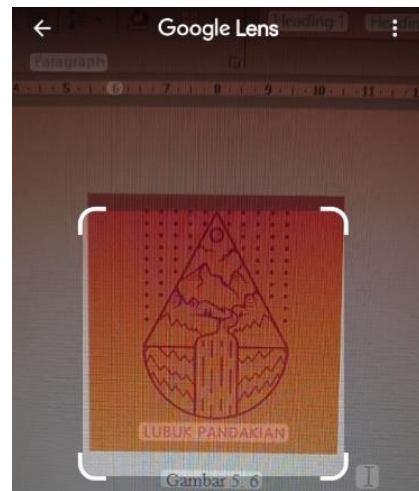 Google Lens
Heading 1
Paragraph
4 5 6 7 8 9 10 11
LUBUK PANDAKIAN
Gambar 5 6